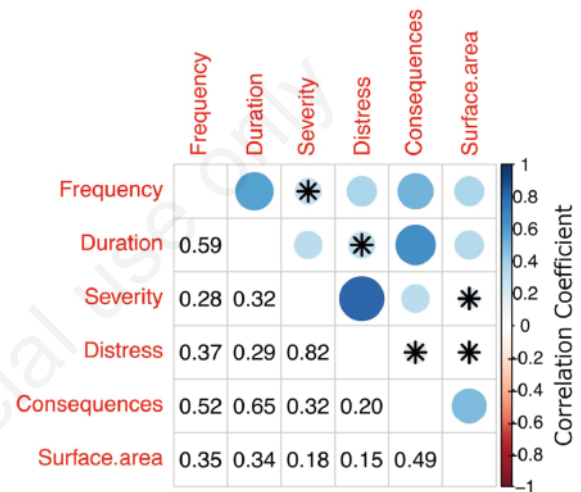 Frequency
Duration
Severity
Distress
Consequences
Surface.area
Frequency *
Duration 0.59 *
Severity 0.28 0.32 *
Distress 0.37 0.29 0.82 * *
Consequences 0.52 0.65 0.32 0.20
Surface.area 0.35 0.34 0.18 0.15 0.49
1
0.8
0.6
0.4
0.2
0
-0.2
-0.4
-0.6
-0.8
-1
Correlation Coefficient
cial use only